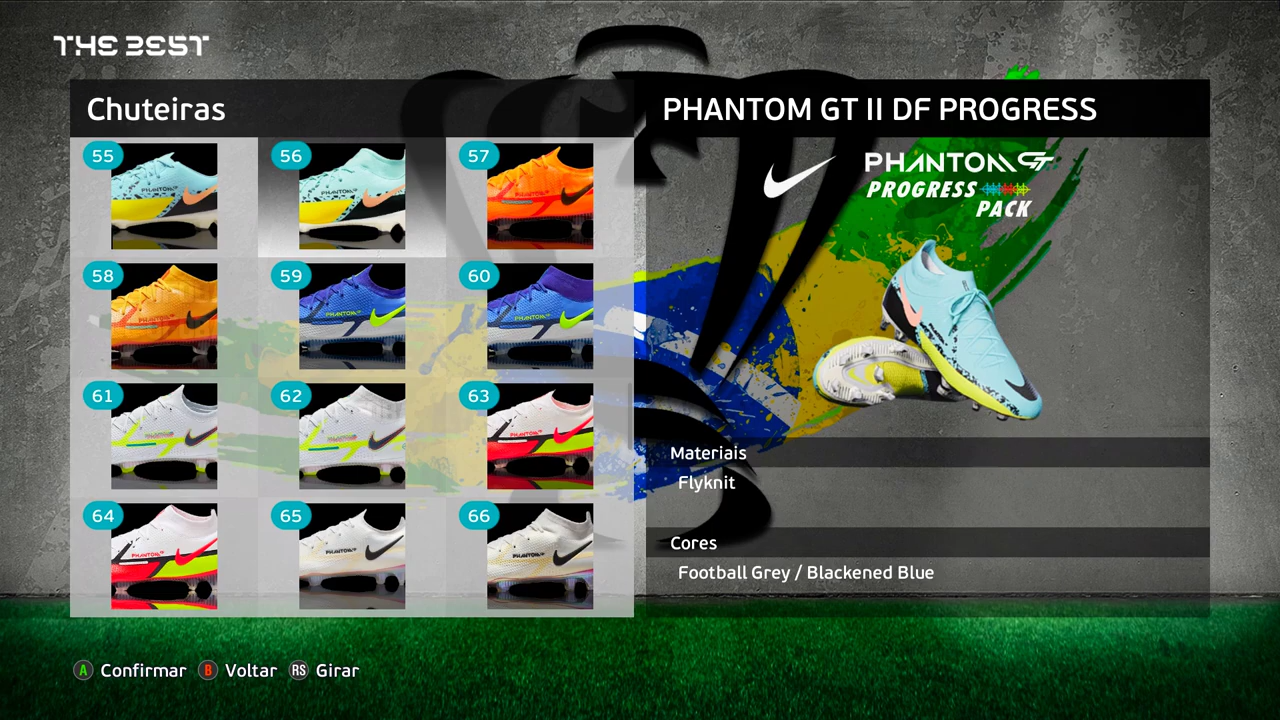 THE BEST
Chuteiras
PHANTOM GT II DF PROGRESS
55
56
57
58
59
60
61
62
63
64
65
66
PHANTOM GT
PROGRESS
PACK
Materiais
Flyknit
Cores
Football Grey / Blackened Blue
A Confirmar B Voltar RS Girar